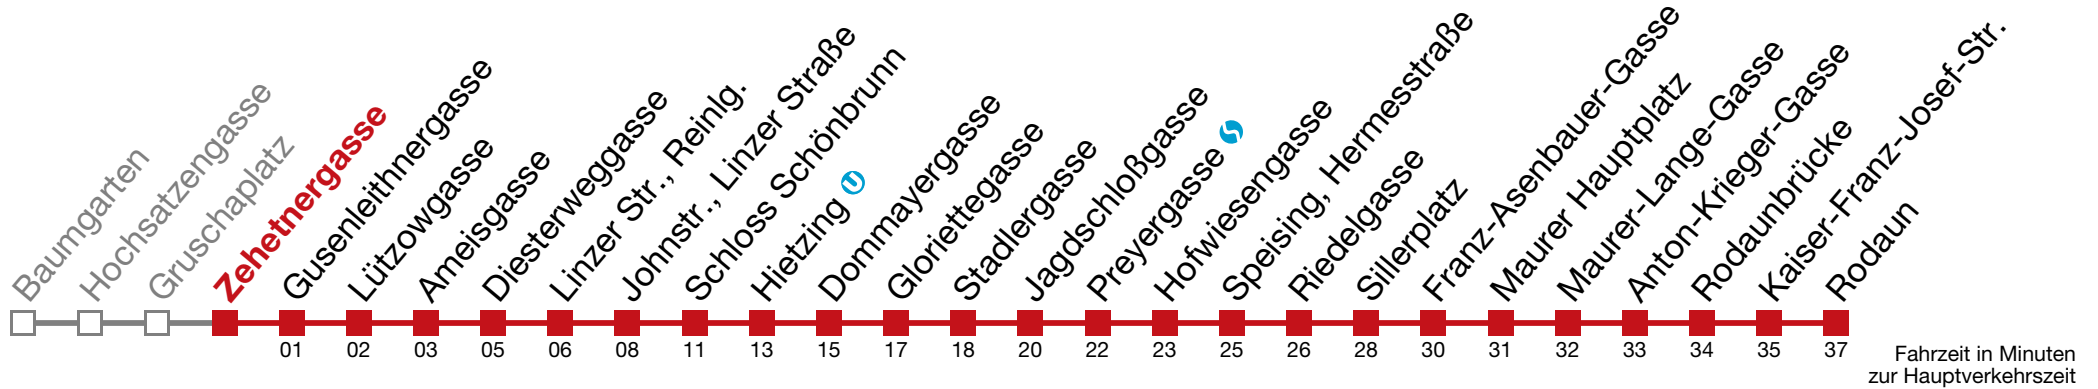 Baumgarten
Hochsatzengasse
Gruschaplatz
Zehetnergasse
Gusenleithnergasse
Lützowgasse
Ameisgasse
Diesterweggasse
Linzer Str., Reinlg.
Johnstr., Linzer Straße
Schloss Schönbrunn
Hietzing U
Dommayergasse
Gloriettegasse
Stadlergasse
Jagdschloßgasse
Preyergasse S
Hofwiesengasse
Speising, Hermesstraße
Riedelgasse
Sillerplatz
Franz-Asenbauer-Gasse
Maurer Hauptplatz
Maurer-Lange-Gasse
Anton-Krieger-Gasse
Rodaunbrücke
Kaiser-Franz-Josef-Str.
Rodaun
01 02 03 05 06 08 11 13 15 17 18 20 22 23 25 26 28 30 31 32 33 34 35 37
Fahrzeit in Minuten
zur Hauptverkehrszeit